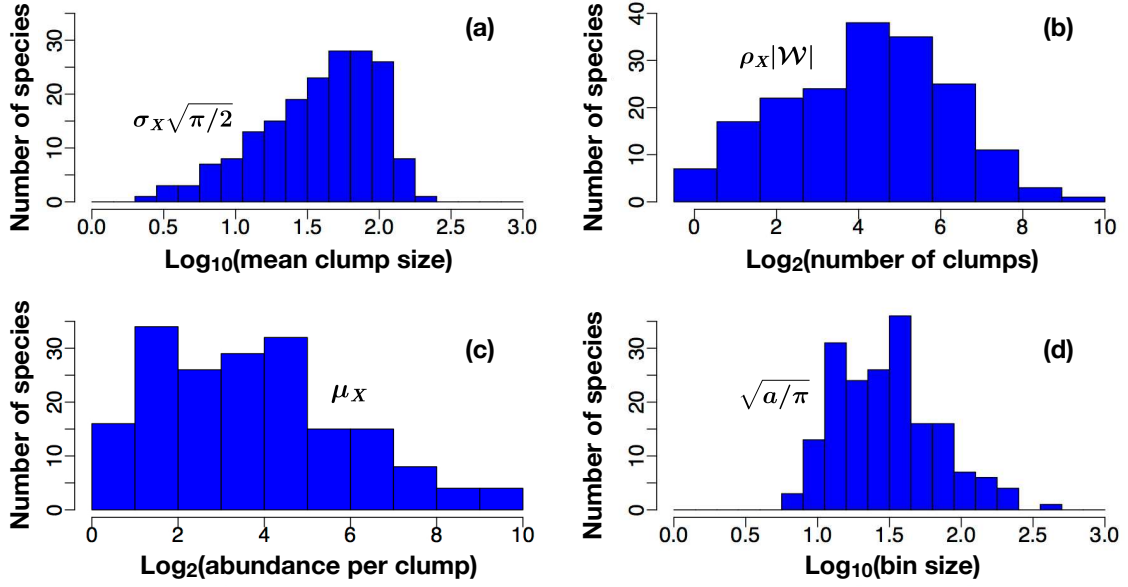 (a)
Number of species
0 10 20 30
σ_X√π/2
0.0 0.5 1.0 1.5 2.0 2.5 3.0
Log₁₀(mean clump size)
(b)
Number of species
0 10 20 30 40
ρ_X|𝒲|
0 2 4 6 8 10
Log₂(number of clumps)
(c)
Number of species
0 10 20 30
μ_X
0 2 4 6 8 10
Log₂(abundance per clump)
(d)
Number of species
0 10 20 30
√a/π
0.0 0.5 1.0 1.5 2.0 2.5 3.0
Log₁₀(bin size)